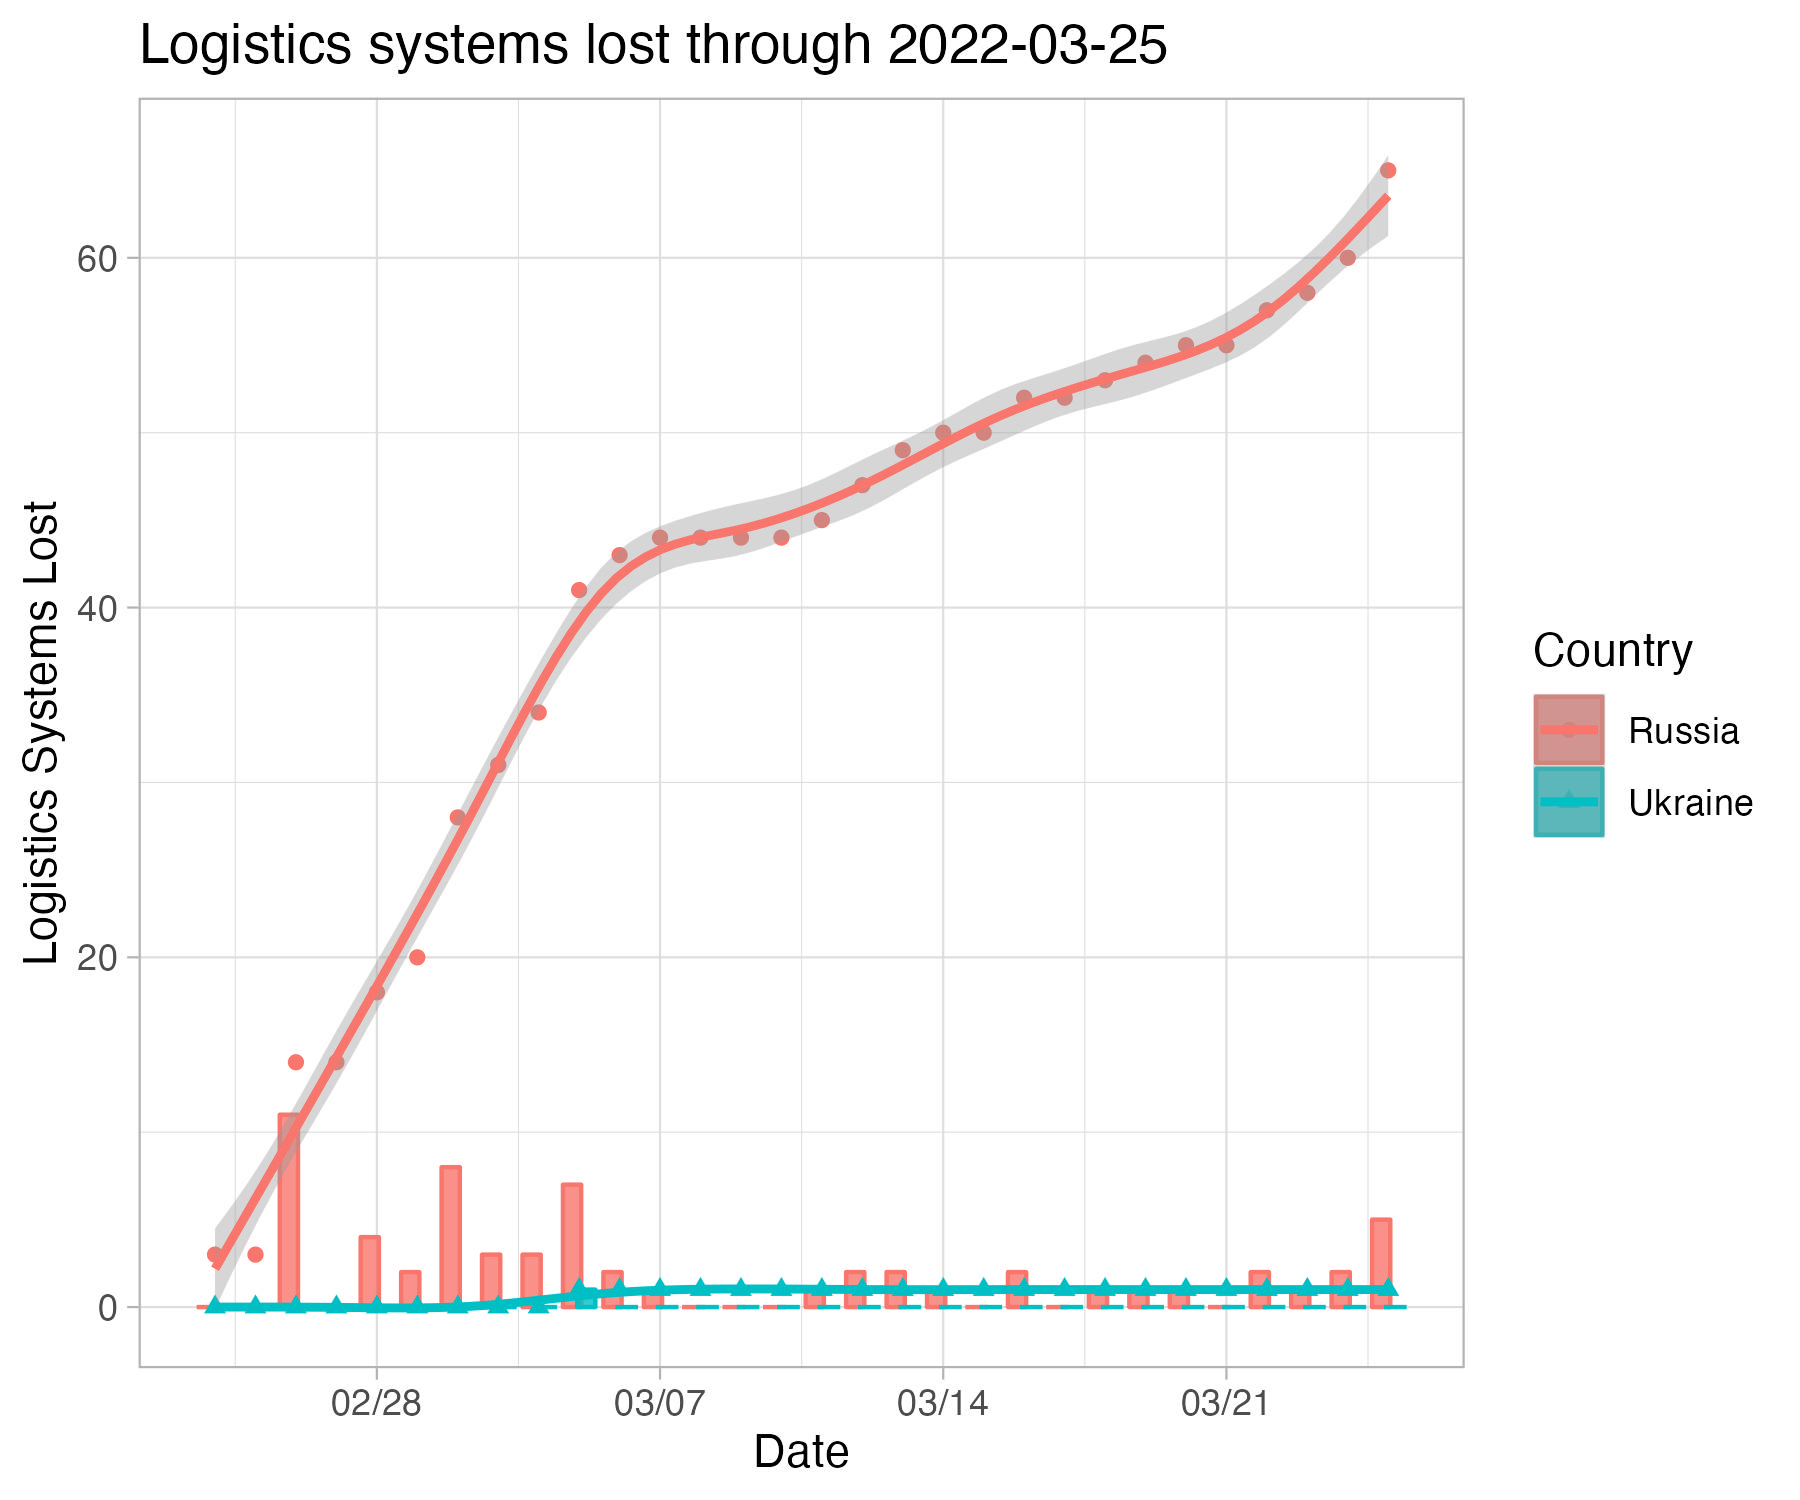 Logistics systems lost through 2022-03-25
Logistics Systems Lost
60
40
20
0
02/28
03/07
03/14
03/21
Date
Country
Russia
Ukraine